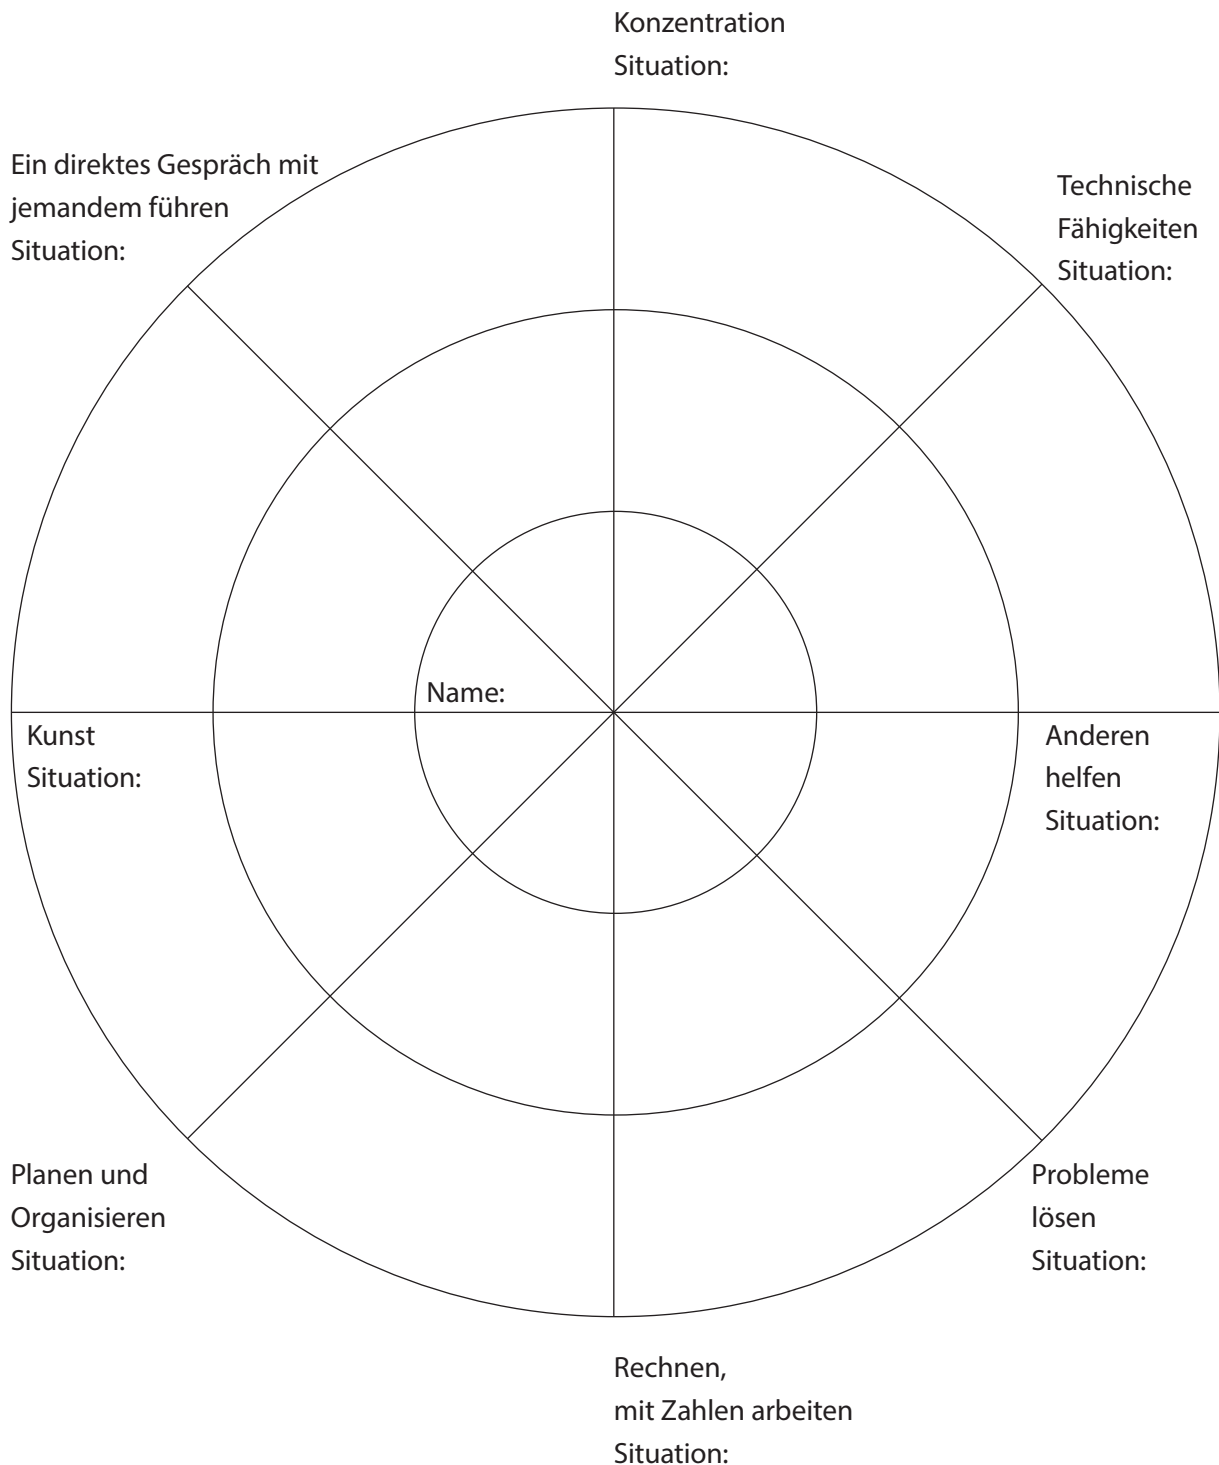 Konzentration
Situation:
Ein direktes Gespräch mit
jemandem führen
Situation:
Technische
Fähigkeiten
Situation:
Name:
Kunst
Situation:
Anderen
helfen
Situation:
Planen und
Organisieren
Situation:
Probleme
lösen
Situation:
Rechnen,
mit Zahlen arbeiten
Situation: